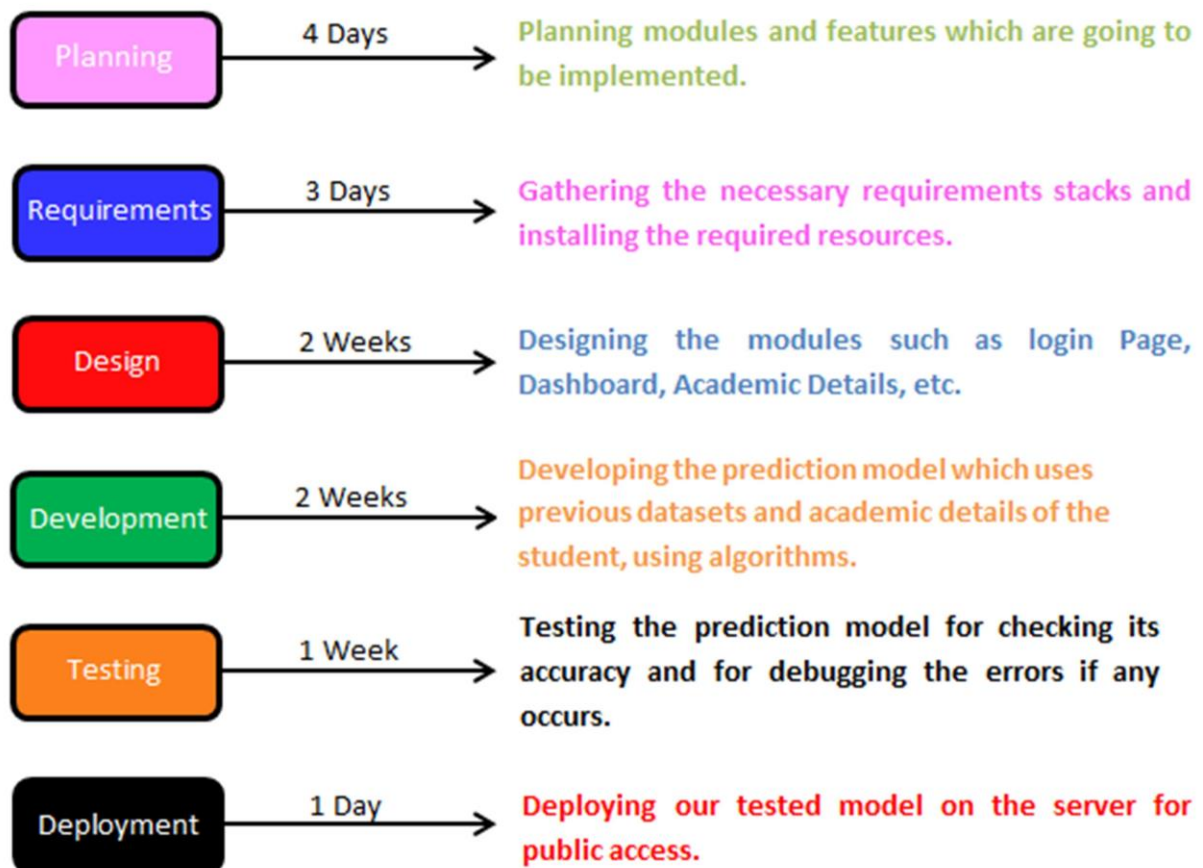 Planning
4 Days
Planning modules and features which are going to
be implemented.
Requirements
3 Days
Gathering the necessary requirements stacks and
installing the required resources.
Design
2 Weeks
Designing the modules such as login Page,
Dashboard, Academic Details, etc.
Development
2 Weeks
Developing the prediction model which uses
previous datasets and academic details of the
student, using algorithms.
Testing
1 Week
Testing the prediction model for checking its
accuracy and for debugging the errors if any
occurs.
Deployment
1 Day
Deploying our tested model on the server for
public access.